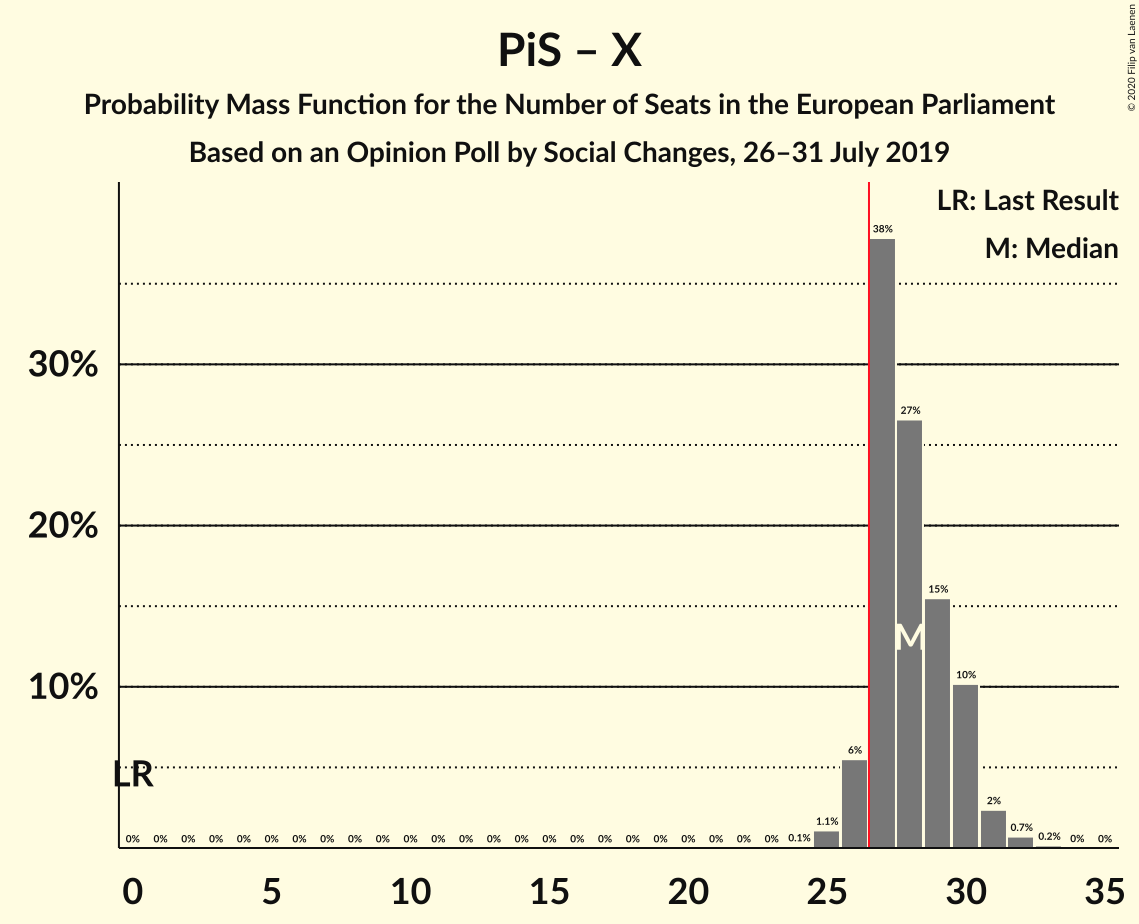 PiS – X
Probability Mass Function for the Number of Seats in the European Parliament
Based on an Opinion Poll by Social Changes, 26–31 July 2019
© 2020 Filip van Laenen
LR: Last Result
M: Median
38%
30%
27%
20%
15%
M
10%
10%
6%
LR
2%
0% 0% 0% 0% 0% 0% 0% 0% 0% 0% 0% 0% 0% 0% 0% 0% 0% 0% 0% 0% 0% 0% 0% 0% 0.1% 1.1% 0.7% 0.2% 0% 0%
0 5 10 15 20 25 30 35